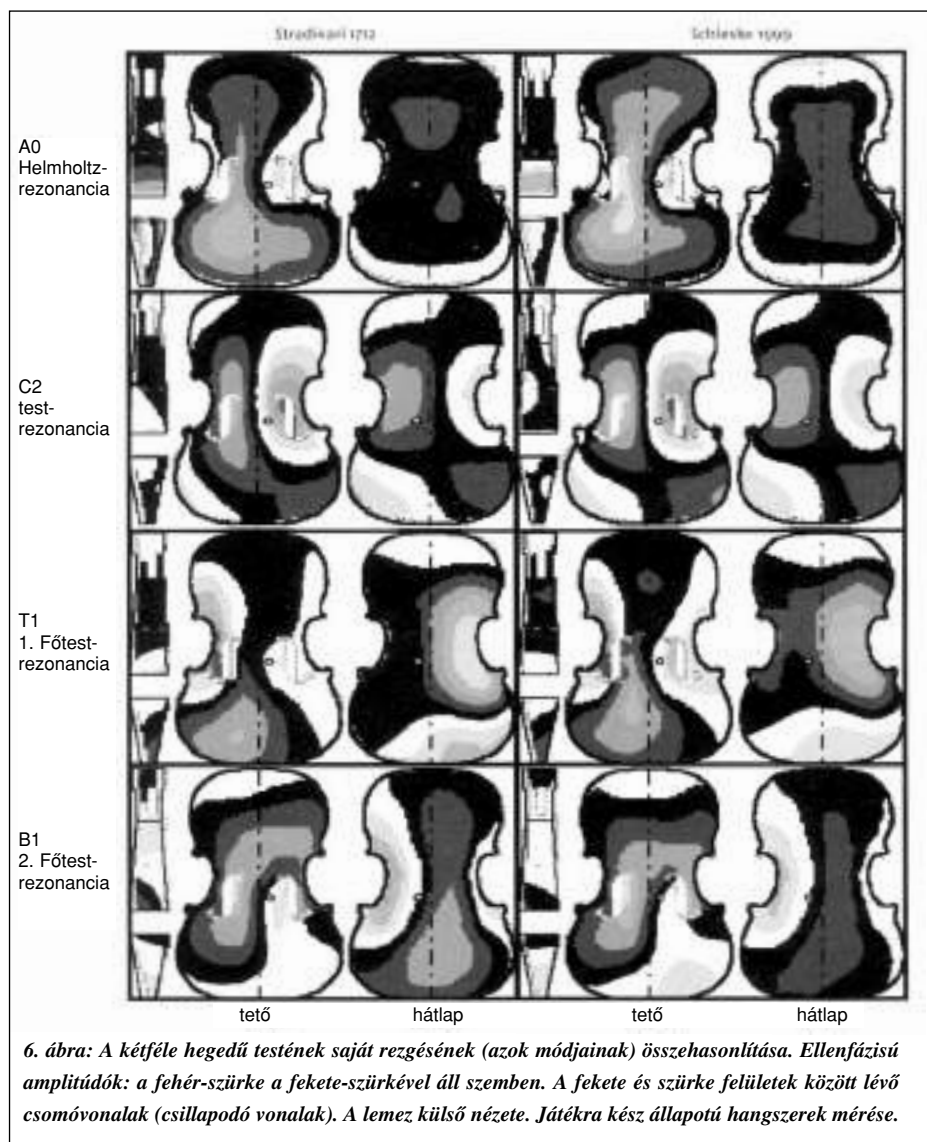 Stradivari 1712 Schleske 1999
A0
Helmholtz-
rezonancia
C2
test-
rezonancia
T1
1. Főtest-
rezonancia
B1
2. Főtest-
rezonancia
tető hátlap tető hátlap
6. ábra: A kétféle hegedű testének saját rezgésének (azok módjainak) összehasonlítása. Ellenfázisú
amplitúdók: a fehér-szürke a fekete-szürkével áll szemben. A fekete és szürke felületek között lévő
csomóvonalak (csillapodó vonalak). A lemez külső nézete. Játékra kész állapotú hangszerek mérése.